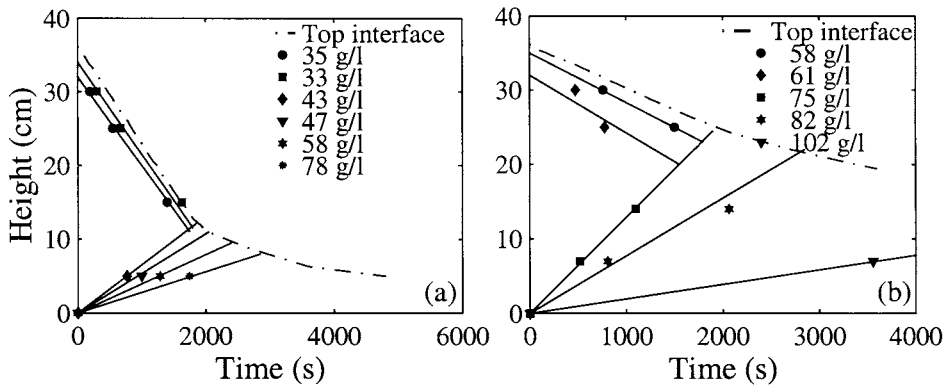 40
30
20
10
0
Height (cm)
0 2000 4000 6000
Time (s)
Top interface
35 g/l
33 g/l
43 g/l
47 g/l
58 g/l
78 g/l
(a)
40
30
20
10
0
0 1000 2000 3000 4000
Time (s)
Top interface
58 g/l
61 g/l
75 g/l
82 g/l
102 g/l
(b)